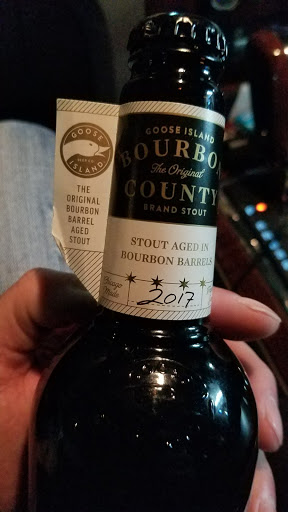 GOOSE
ISLAND
THE
ORIGINAL
BOURBON
BARREL
AGED
STOUT
GOOSE ISLAND
BOURBO
The Original
COUNTY
BRAND STOUT
STOUT AGED IN
BOURBON BARRELS
2017